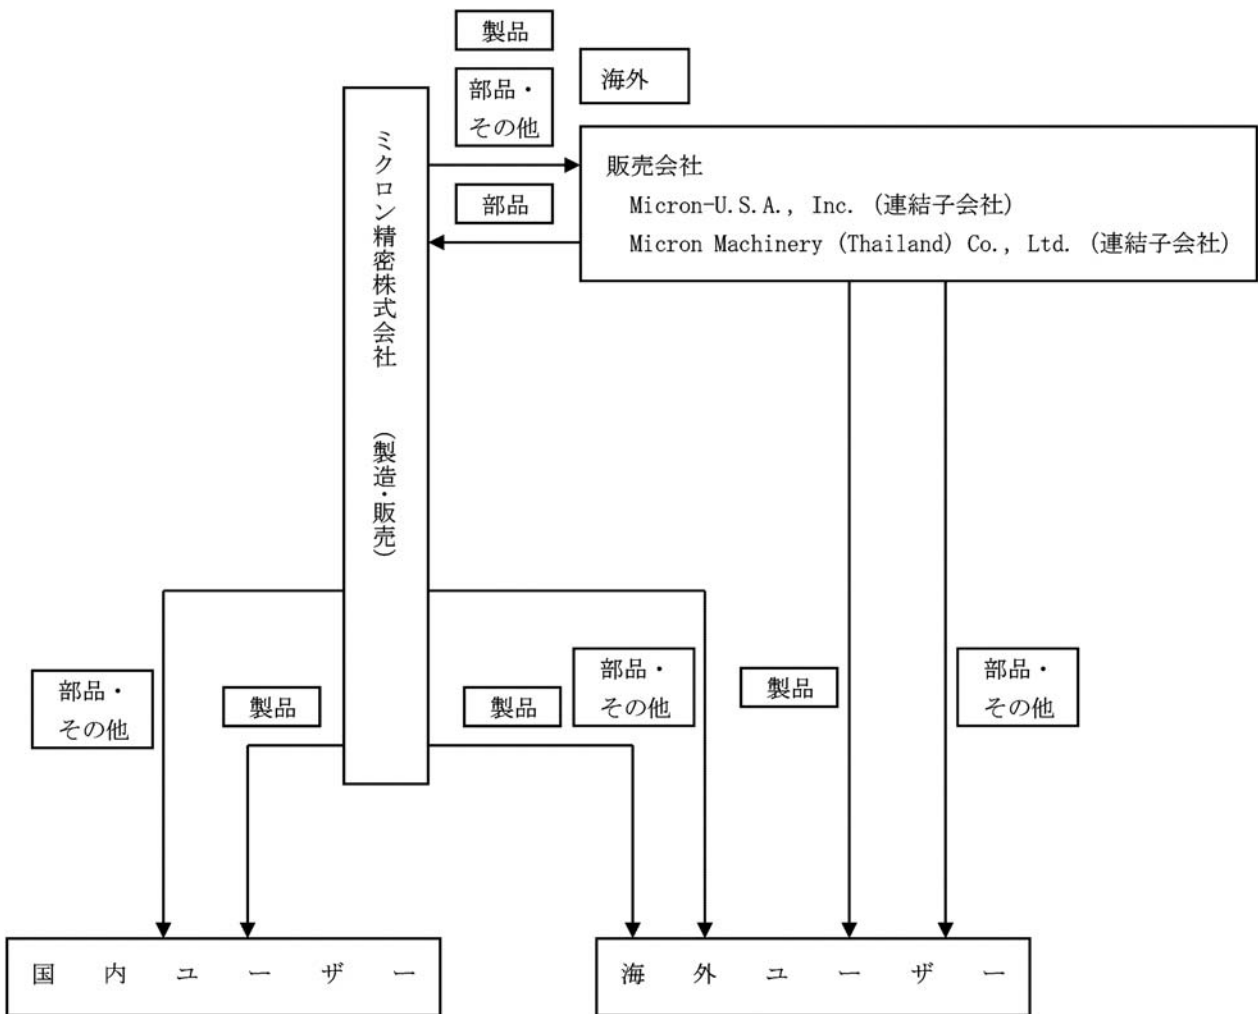 製品
海外
部品・
その他
ミクロン精密株式会社 (製造・販売)
販売会社
Micron-U.S.A., Inc. (連結子会社)
Micron Machinery (Thailand) Co., Ltd. (連結子会社)
部品
部品・
その他
製品
製品
部品・
その他
製品
部品・
その他
国内ユーザー
海外ユーザー